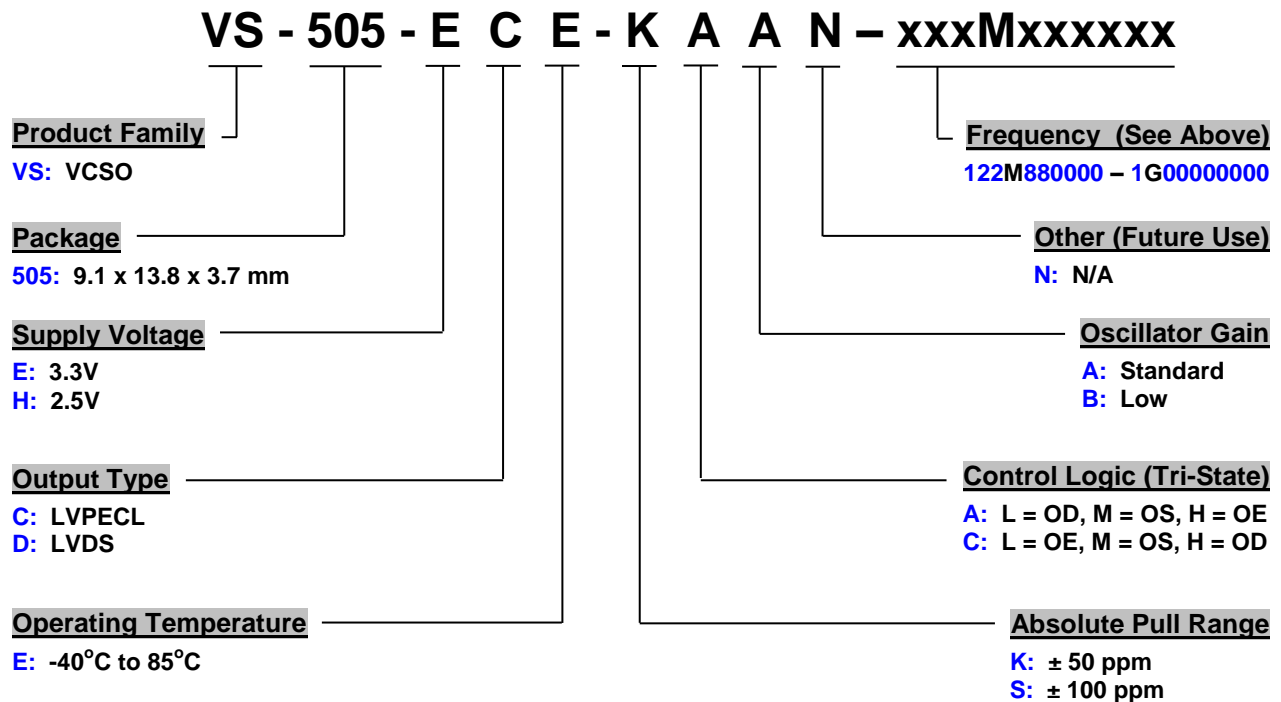 VS - 505 - E C E - K A A N – xxxMxxxxxx
Product Family
VS: VCSO
Package
505: 9.1 x 13.8 x 3.7 mm
Supply Voltage
E: 3.3V
H: 2.5V
Output Type
C: LVPECL
D: LVDS
Operating Temperature
E: -40°C to 85°C
Frequency (See Above)
122M880000 – 1G00000000
Other (Future Use)
N: N/A
Oscillator Gain
A: Standard
B: Low
Control Logic (Tri-State)
A: L = OD, M = OS, H = OE
C: L = OE, M = OS, H = OD
Absolute Pull Range
K: ± 50 ppm
S: ± 100 ppm